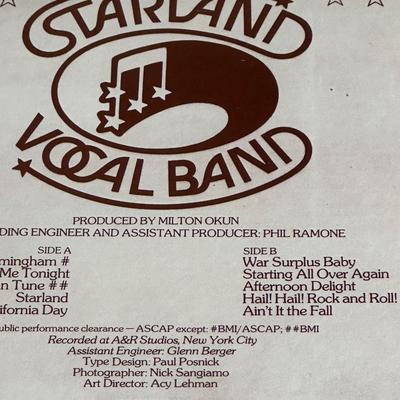 STARLAND
VOCAL BAND
PRODUCED BY MILTON OKUN
DING ENGINEER AND ASSISTANT PRODUCER: PHIL RAMONE
SIDE A
mingham #
Me Tonight
n Tune ##
Starland
ifornia Day
SIDE B
War Surplus Baby
Starting All Over Again
Afternoon Delight
Hail! Hail! Rock and Roll!
Ain't It the Fall
ublic performance clearance — ASCAP except: #BMI/ASCAP; ##BMI
Recorded at A&R Studios, New York City
Assistant Engineer: Glenn Berger
Type Design: Paul Posnick
Photographer: Nick Sangiamo
Art Director: Acy Lehman